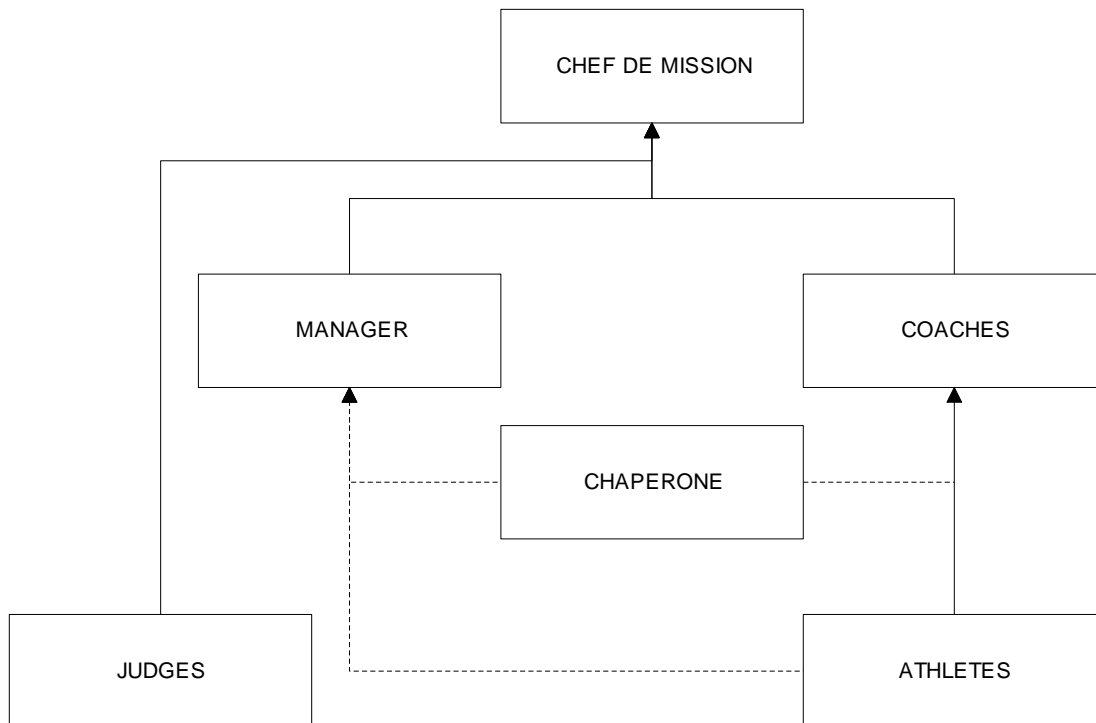 CHEF DE MISSION
MANAGER
COACHES
CHAPERONE
JUDGES
ATHLETES